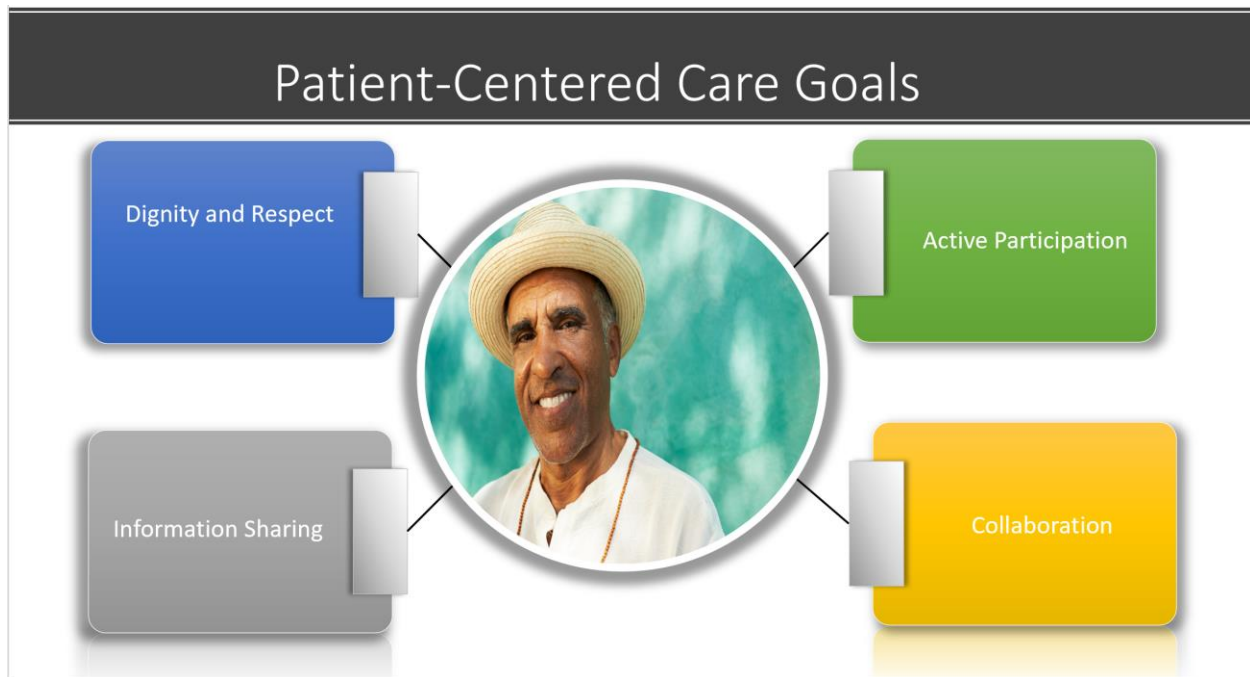 Patient-Centered Care Goals
Dignity and Respect
Active Participation
Information Sharing
Collaboration